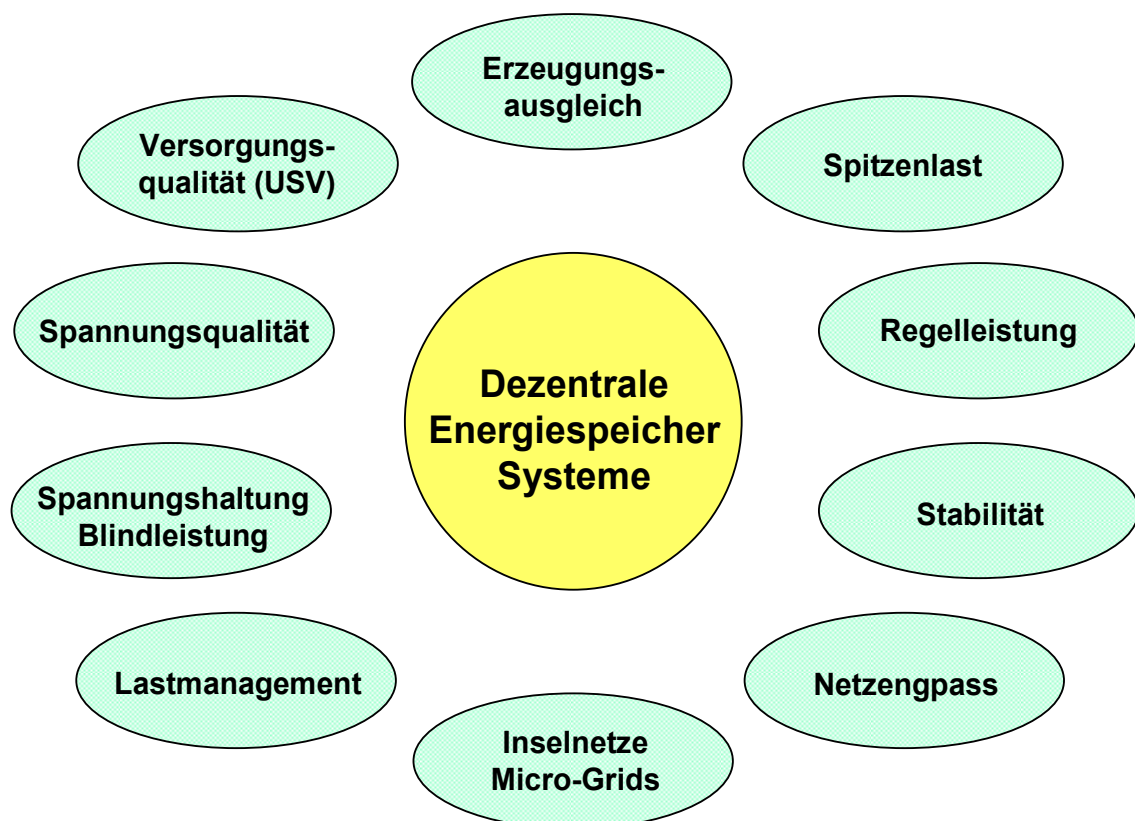 Erzeugungs-
ausgleich
Versorgungs-
qualität (USV)
Spitzenlast
Spannungsqualität
Regelleistung
Dezentrale
Energiespeicher
Systeme
Spannungshaltung
Blindleistung
Stabilität
Lastmanagement
Netzengpass
Inselnetze
Micro-Grids